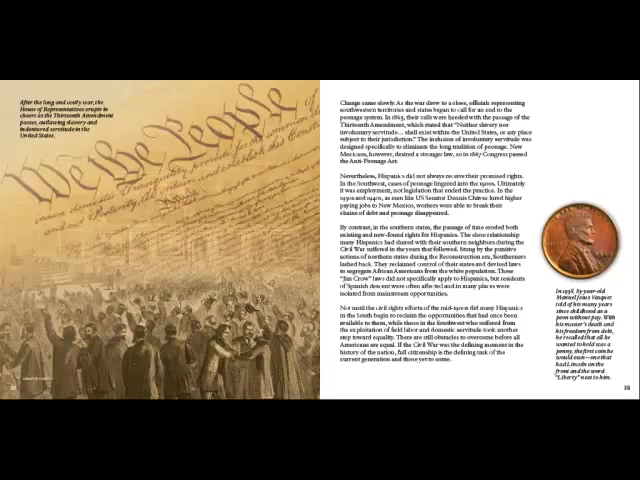 After the long and costly war, the
House of Representatives erupts in
cheers as the Thirteenth Amendment
passes, outlawing slavery and
indentured servitude in the
United States.
We the People
insure domestic Tranquility, provide for the common
and our Posterity, do ordain and establish this Constit
Change came slowly. As the war drew to a close, officials representing
southwestern territories and states began to call for an end to the
peonage system. In 1865, their calls were heeded with the passage of the
Thirteenth Amendment, which stated that "Neither slavery nor
involuntary servitude... shall exist within the United States, or any place
subject to their jurisdiction." The inclusion of involuntary servitude was
designed specifically to eliminate the long tradition of peonage. New
Mexicans, however, desired a stronger law, so in 1867 Congress passed
the Anti-Peonage Act.
Nevertheless, Hispanics did not always receive their promised rights.
In the Southwest, cases of peonage lingered into the 1900s. Ultimately
it was employment, not legislation that ended the practice. In the
1930s and 1940s, as men like US Senator Dennis Chávez lured higher
paying jobs to New Mexico, workers were able to break their
chains of debt and peonage disappeared.
By contrast, in the southern states, the passage of time eroded both
existing and new-found rights for Hispanics. The close relationship
many Hispanics had shared with their southern neighbors during the
Civil War suffered in the years that followed. Stung by the punitive
actions of northern states during the Reconstruction era, Southerners
lashed back. They reclaimed control of their states and devised laws
to segregate African Americans from the white population. These
"Jim Crow" laws did not specifically apply to Hispanics, but residents
of Spanish descent were often affected and in many places were
isolated from mainstream opportunities.
Not until the civil rights efforts of the mid-1900s did many Hispanics
in the South begin to reclaim the opportunities that had once been
available to them, while those in the Southwest who suffered from
the exploitation of field labor and domestic servitude took another
step toward equality. There are still obstacles to overcome before all
Americans are equal. If the Civil War was the defining moment in the
history of the nation, full citizenship is the defining task of the
current generation and those yet to come.
In 1938, 85-year-old
Manuel Jesus Vasques
told of his many years
since childhood as a
peon without pay. With
his master's death and
his freedom from debt,
he recalled that all he
wanted to hold was a
penny, the first coin he
would own—one that
had Lincoln on the
front and the word
"Liberty" next to him.
38
39